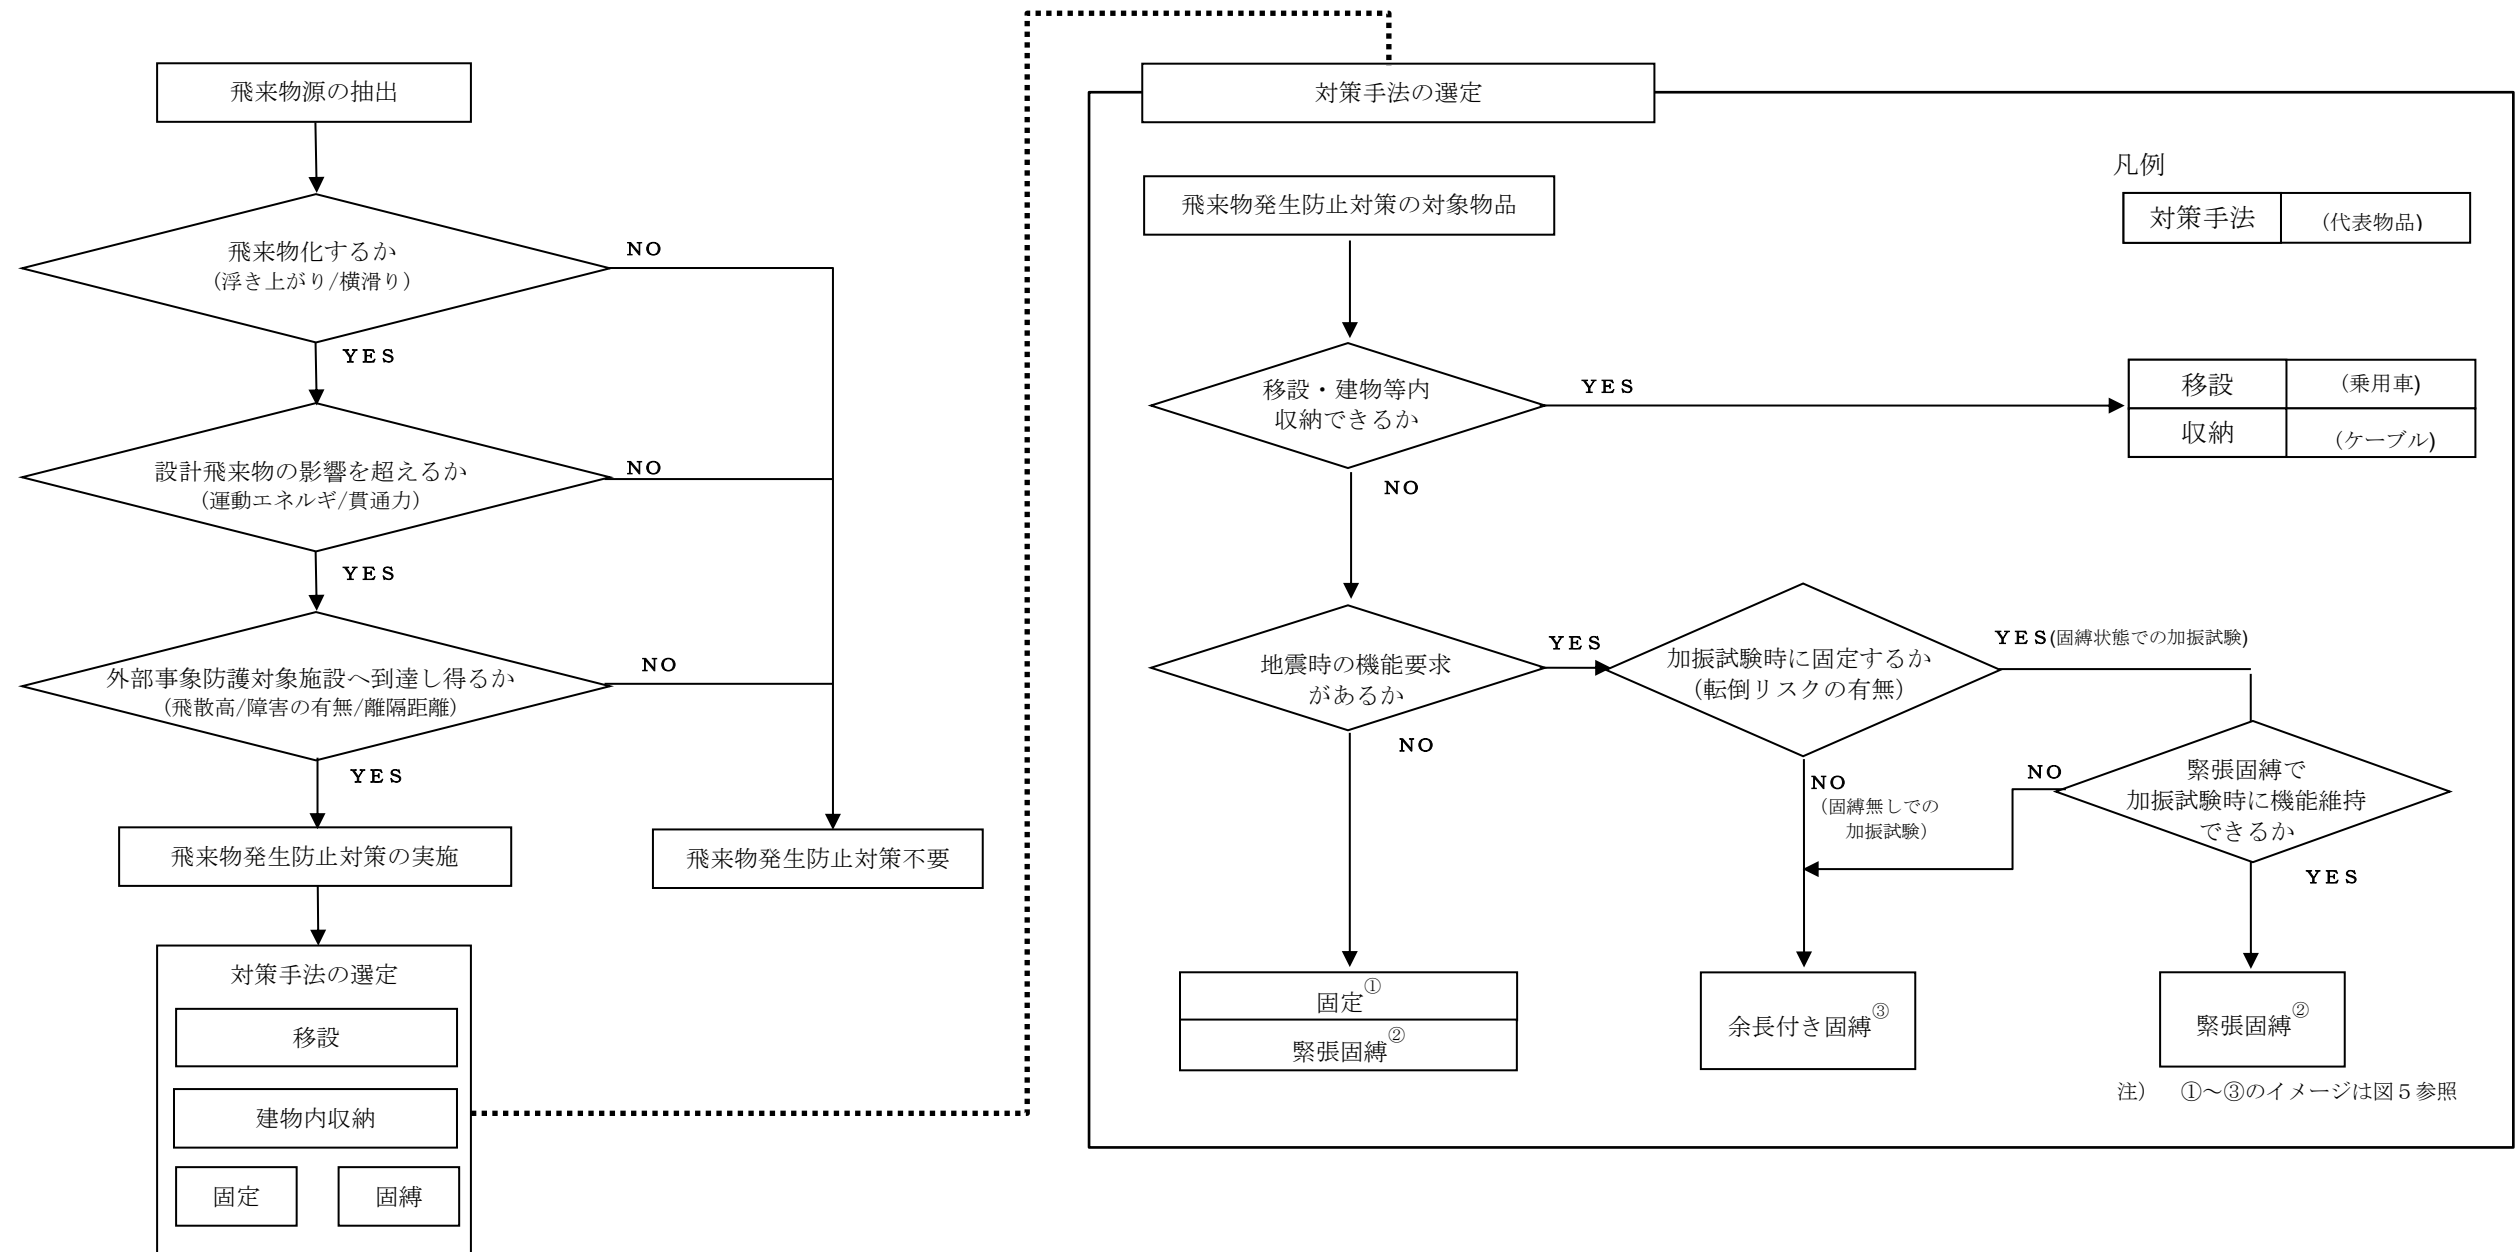 飛来物源の抽出
飛来物化するか
(浮き上がり/横滑り)
NO
YES
設計飛来物の影響を超えるか
(運動エネルギ/貫通力)
NO
YES
外部事象防護対象施設へ到達し得るか
(飛散高/障害の有無/離隔距離)
NO
YES
飛来物発生防止対策の実施
飛来物発生防止対策不要
対策手法の選定
移設
建物内収納
固定
固縛
対策手法の選定
凡例
対策手法
(代表物品)
飛来物発生防止対策の対象物品
移設・建物等内
収納できるか
YES
移設
(乗用車)
収納
(ケーブル)
NO
地震時の機能要求
があるか
YES
NO
加振試験時に固定するか
(転倒リスクの有無)
YES(固縛状態での加振試験)
NO
(固縛無しでの
加振試験)
緊張固縛で
加振試験時に機能維持
できるか
NO
YES
固定①
緊張固縛②
余長付き固縛③
緊張固縛②
注) ①~③のイメージは図5参照